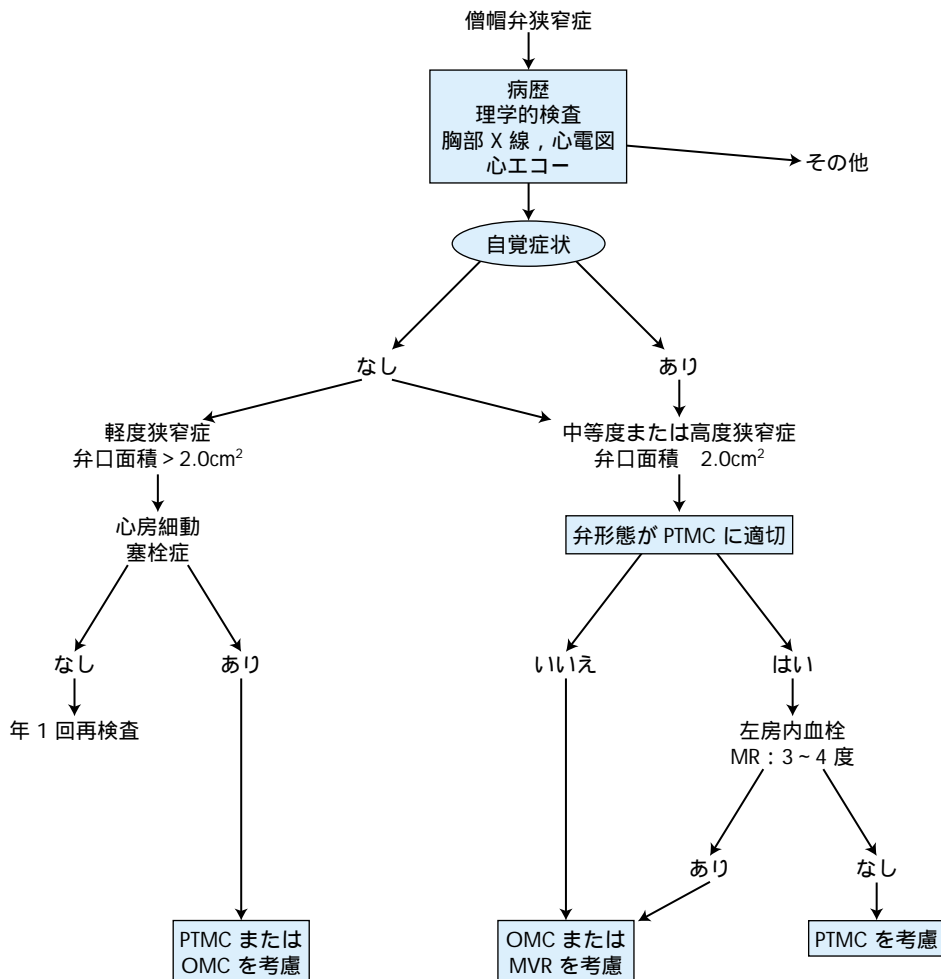 僧帽弁狭窄症
病歴
理学的検査
胸部 X 線，心電図
心エコー
その他
自覚症状
なし
あり
軽度狭窄症
弁口面積 > 2.0cm²
中等度または高度狭窄症
弁口面積　2.0cm²
心房細動
塞栓症
弁形態が PTMC に適切
なし
あり
いいえ
はい
年 1 回再検査
左房内血栓
MR：3 ~ 4 度
あり
なし
PTMC または
OMC を考慮
OMC または
MVR を考慮
PTMC を考慮